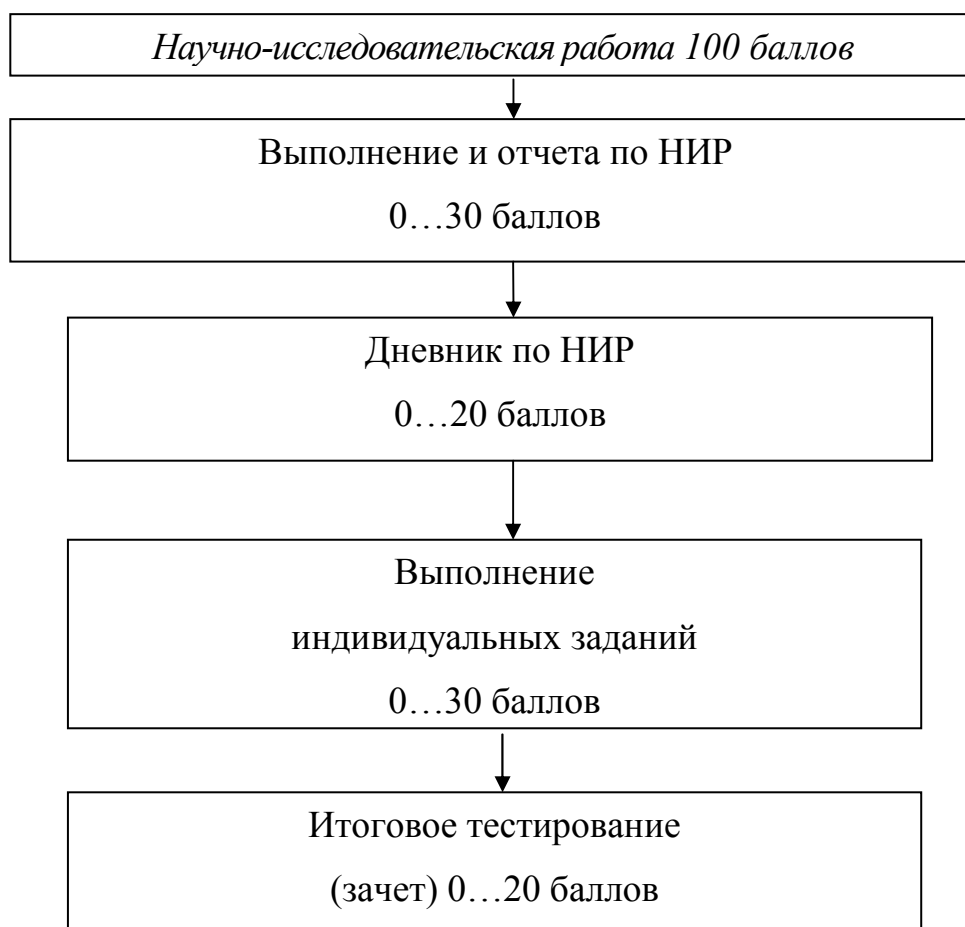 Научно-исследовательская работа 100 баллов
Выполнение и отчета по НИР
0…30 баллов
Дневник по НИР
0…20 баллов
Выполнение
индивидуальных заданий
0…30 баллов
Итоговое тестирование
(зачет) 0…20 баллов